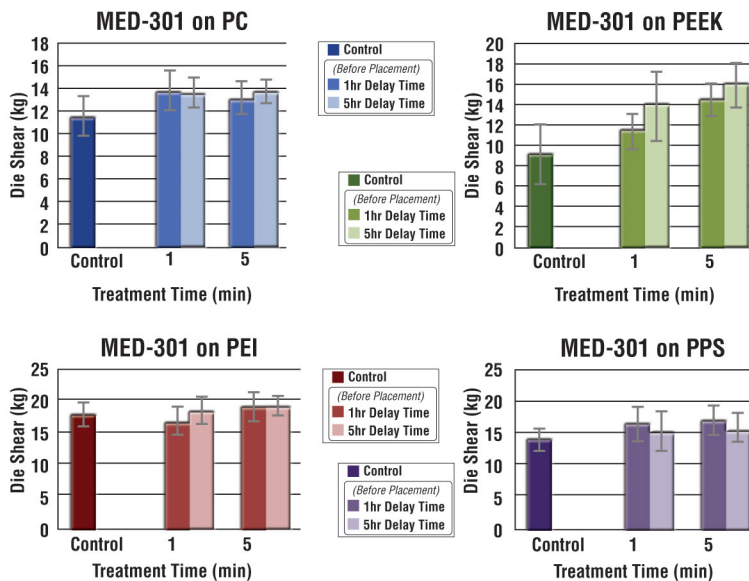 MED-301 on PC
Die Shear (kg)
18
16
14
12
10
8
6
4
2
0
Control
1
5
Treatment Time (min)
Control
(Before Placement)
1hr Delay Time
5hr Delay Time
MED-301 on PEEK
Die Shear (kg)
20
18
16
14
12
10
8
6
4
2
0
Control
1
5
Treatment Time (min)
Control
(Before Placement)
1hr Delay Time
5hr Delay Time
MED-301 on PEI
Die Shear (kg)
25
20
15
10
5
0
Control
1
5
Treatment Time (min)
Control
(Before Placement)
1hr Delay Time
5hr Delay Time
MED-301 on PPS
Die Shear (kg)
25
20
15
10
5
0
Control
1
5
Treatment Time (min)
Control
(Before Placement)
1hr Delay Time
5hr Delay Time